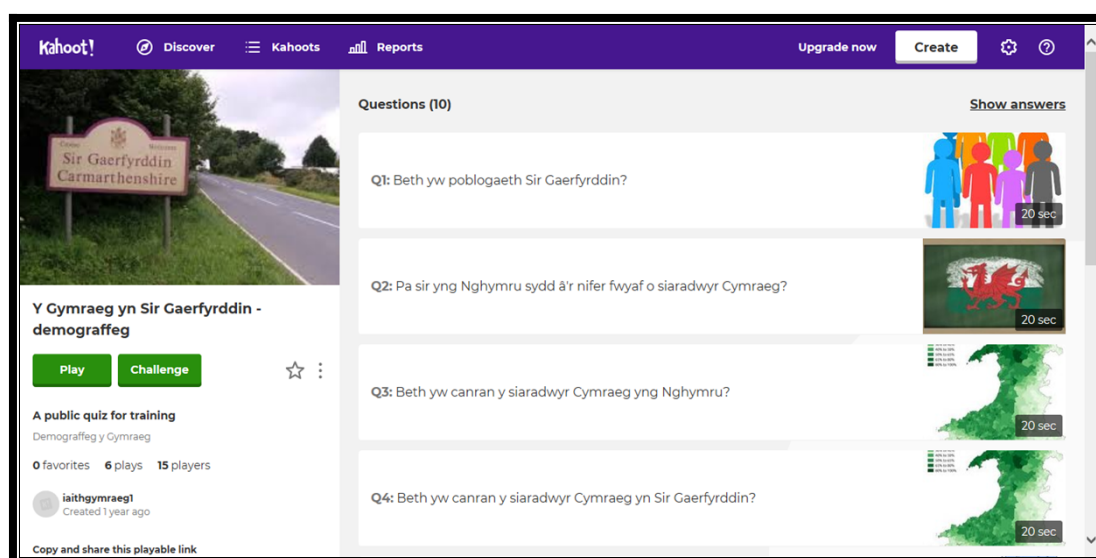 Kahoot!
Discover
Kahoots
Reports
Upgrade now
Create
Croeso Welcome
Sir Gaerfyrddin
Carmarthenshire
Y Gymraeg yn Sir Gaerfyrddin -
demograffeg
Play
Challenge
A public quiz for training
Demograffeg y Gymraeg
0 favorites 6 plays 15 players
iaithgymraeg1
Created 1 year ago
Copy and share this playable link
Questions (10)
Show answers
Q1: Beth yw poblogaeth Sir Gaerfyrddin?
20 sec
Q2: Pa sir yng Nghymru sydd â'r nifer fwyaf o siaradwyr Cymraeg?
20 sec
Q3: Beth yw canran y siaradwyr Cymraeg yng Nghymru?
20 sec
Q4: Beth yw canran y siaradwyr Cymraeg yn Sir Gaerfyrddin?
20 sec